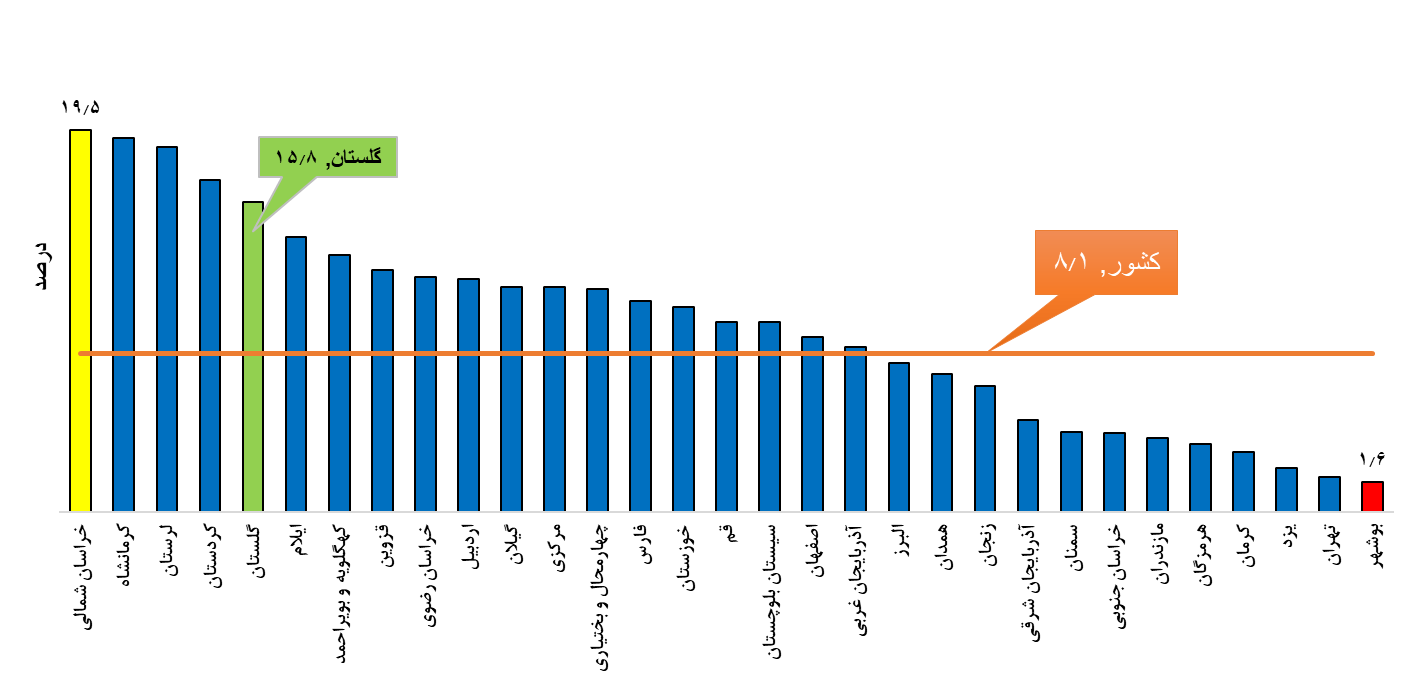 ۱۹/۵
گلستان, ۱۵/۸
کشور, ۸/۱
درصد
۱/۶
خراسان شمالی
کرمانشاه
لرستان
کردستان
گلستان
ایلام
کهگلویه و بویراحمد
قزوین
خراسان رضوی
اردبیل
گیلان
مرکزی
چهارمحال و بختیاری
فارس
خوزستان
قم
سیستان بلوچستان
اصفهان
آذربایجان غربی
البرز
همدان
زنجان
آذربایجان شرقی
سمنان
خراسان جنوبی
مازندران
هرمزگان
کرمان
یزد
تهران
بوشهر